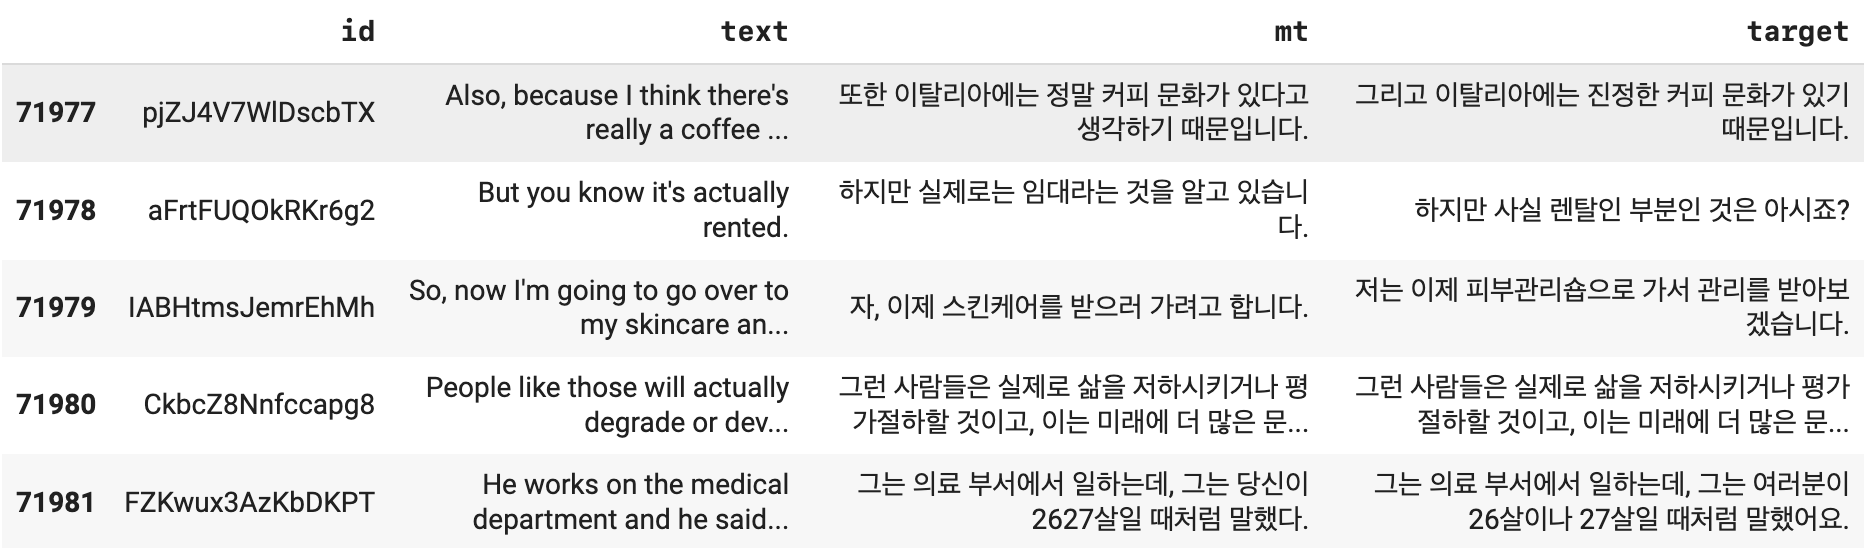 id text mt target
71977 pjZJ4V7WlDscbTX Also, because I think there's really a coffee ... 또한 이탈리아에는 정말 커피 문화가 있다고 생각하기 때문입니다. 그리고 이탈리아에는 진정한 커피 문화가 있기 때문입니다.
71978 aFrtFUQOkRKr6g2 But you know it's actually rented. 하지만 실제로는 임대라는 것을 알고 있습니다. 하지만 사실 렌탈인 부분인 것은 아시죠?
71979 IABHtmsJemrEhMh So, now I'm going to go over to my skincare an... 자, 이제 스킨케어를 받으러 가려고 합니다. 저는 이제 피부관리숍으로 가서 관리를 받아보겠습니다.
71980 CkbcZ8Nnfccapg8 People like those will actually degrade or dev... 그런 사람들은 실제로 삶을 저하시키거나 평가절하할 것이고, 이는 미래에 더 많은 문... 그런 사람들은 실제로 삶을 저하시키거나 평가절하할 것이고, 이는 미래에 더 많은 문...
71981 FZKwux3AzKbDKPT He works on the medical department and he said... 그는 의료 부서에서 일하는데, 그는 당신이 2627살일 때처럼 말했다. 그는 의료 부서에서 일하는데, 그는 여러분이 26살이나 27살일 때처럼 말했어요.